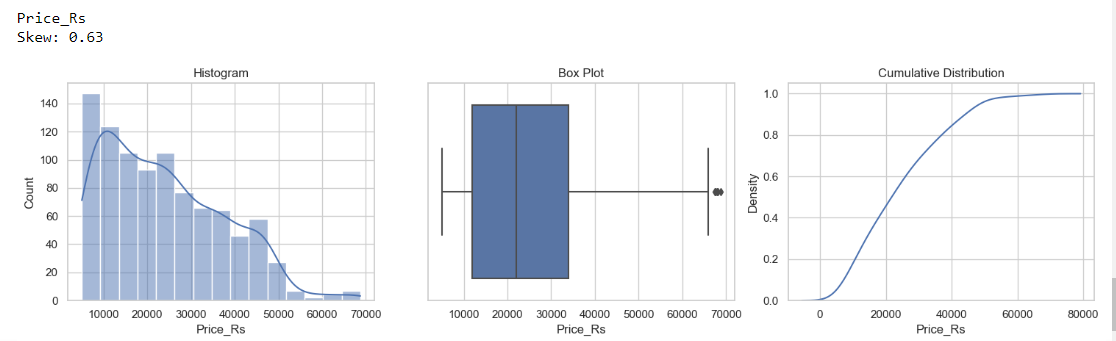 Price_Rs
Skew: 0.63
Histogram
140
120
100
80
60
40
20
0
Count
10000 20000 30000 40000 50000 60000 70000
Price_Rs
Box Plot
10000 20000 30000 40000 50000 60000 70000
Price_Rs
Cumulative Distribution
1.0
0.8
0.6
0.4
0.2
0.0
Density
0 20000 40000 60000 80000
Price_Rs